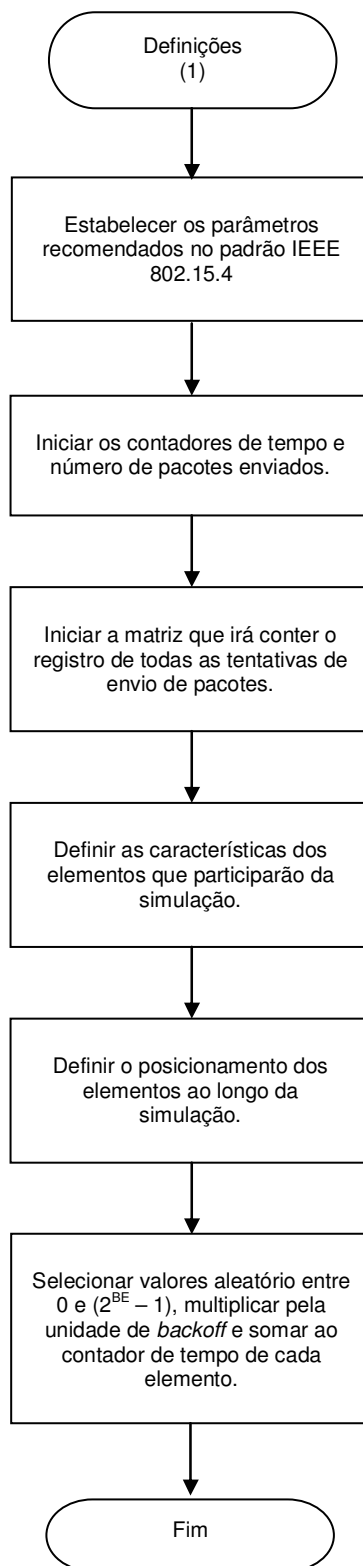 Definições
(1)
Estabelecer os parâmetros
recomendados no padrão IEEE
802.15.4
Iniciar os contadores de tempo e
número de pacotes enviados.
Iniciar a matriz que irá conter o
registro de todas as tentativas de
envio de pacotes.
Definir as características dos
elementos que participarão da
simulação.
Definir o posicionamento dos
elementos ao longo da
simulação.
Selecionar valores aleatório entre
0 e (2^BE – 1), multiplicar pela
unidade de backoff e somar ao
contador de tempo de cada
elemento.
Fim